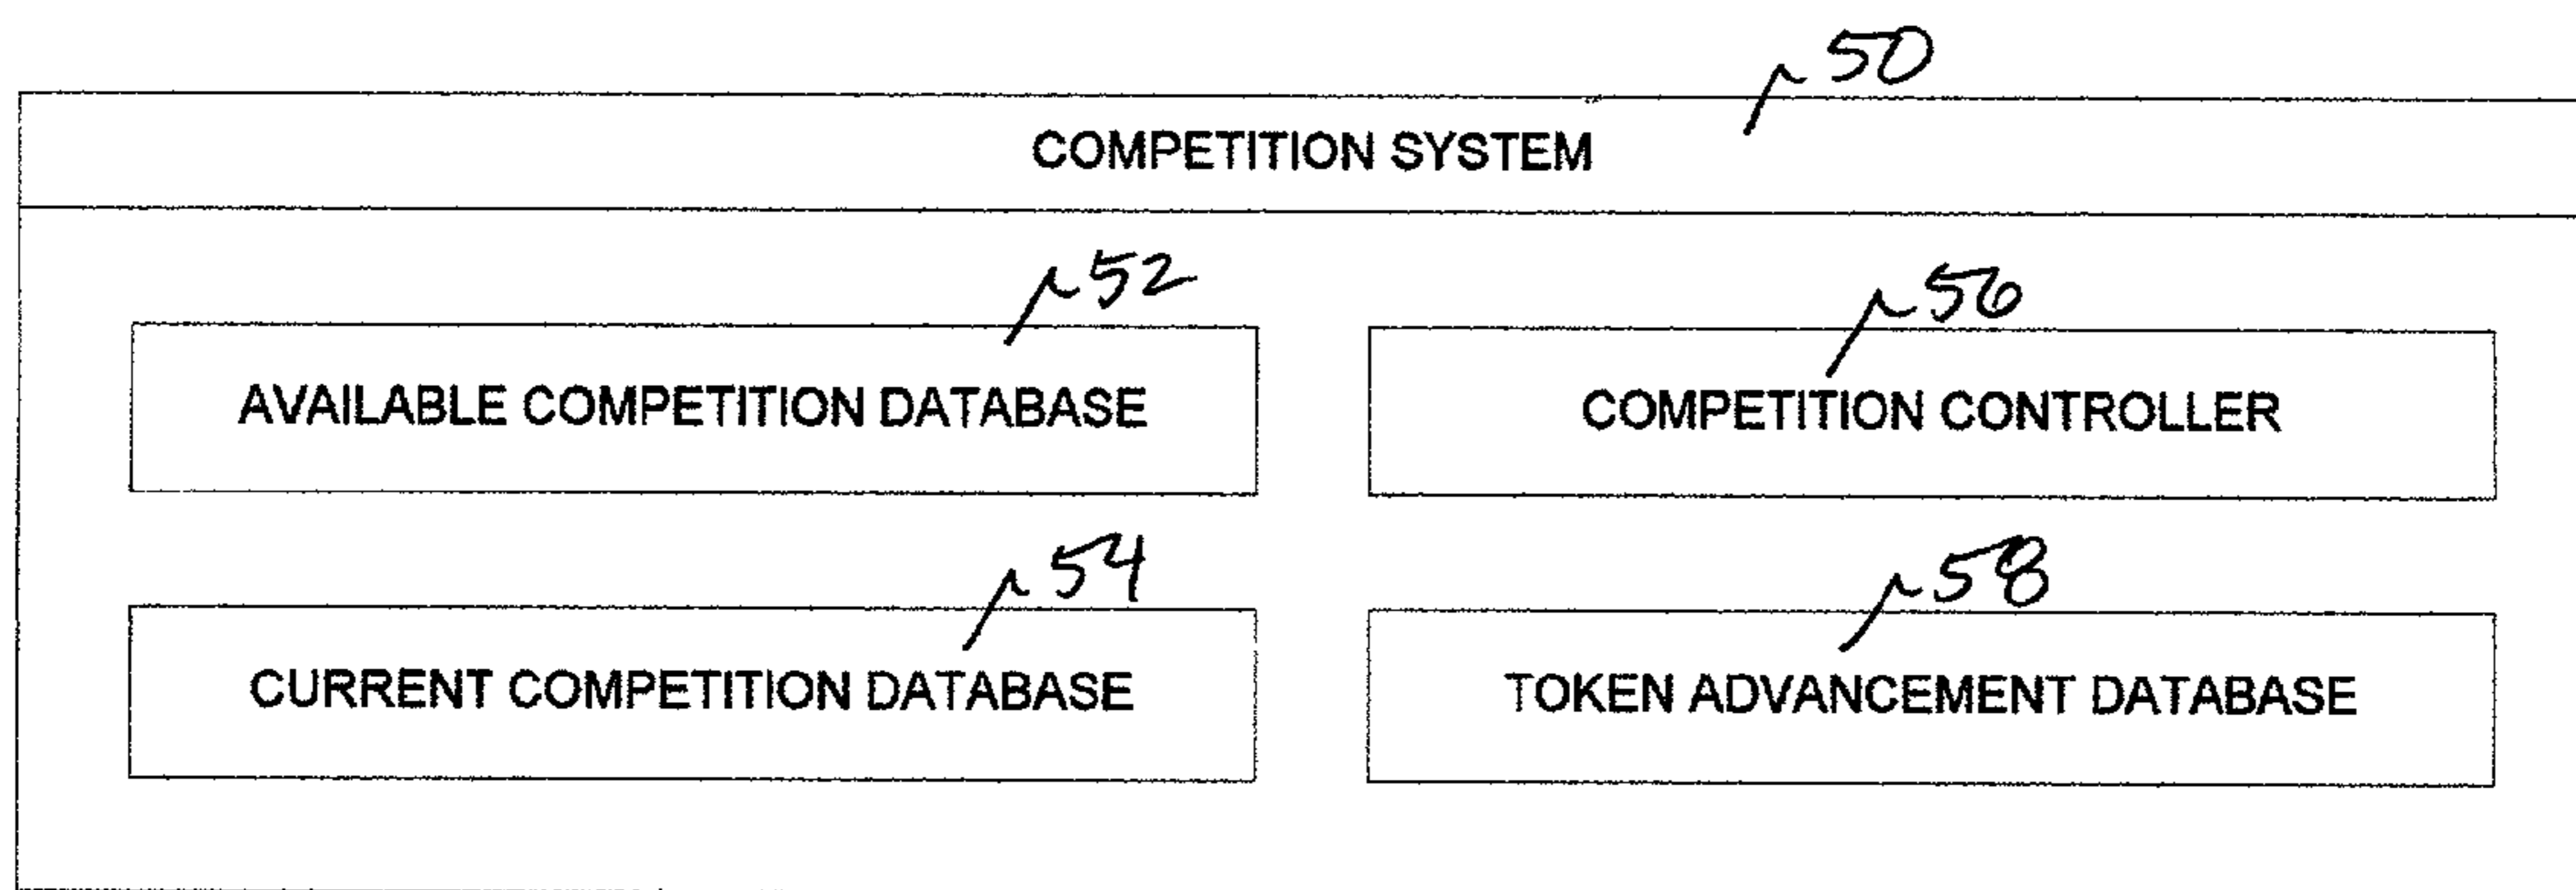 50
COMPETITION SYSTEM
52 56
AVAILABLE COMPETITION DATABASE COMPETITION CONTROLLER
54 58
CURRENT COMPETITION DATABASE TOKEN ADVANCEMENT DATABASE